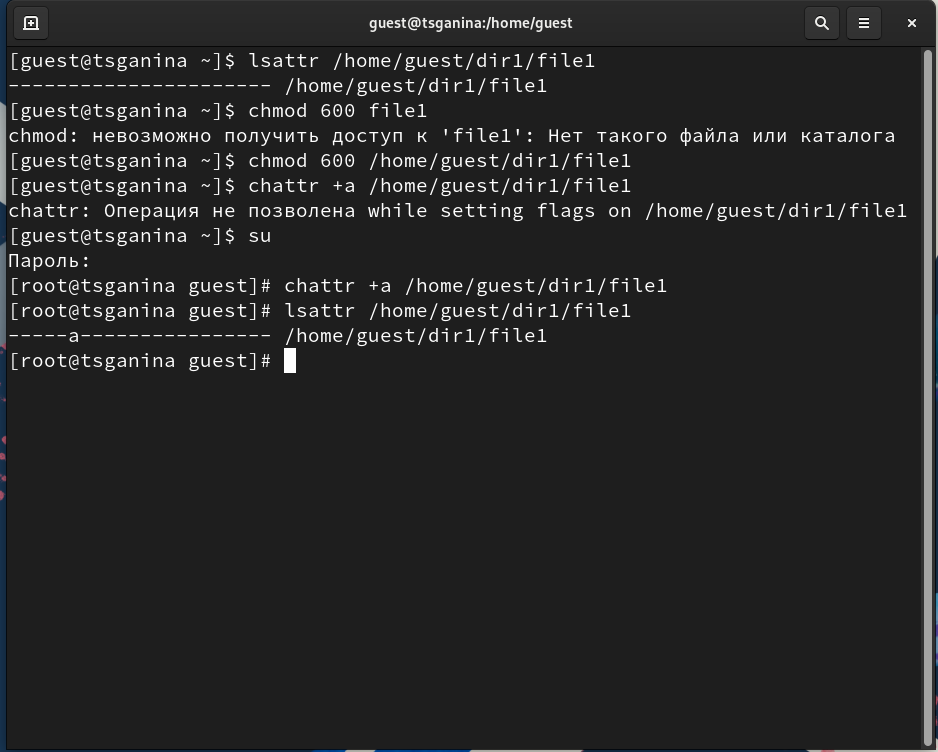 guest@tsganina:/home/guest
[guest@tsganina ~]$ lsattr /home/guest/dir1/file1
---------------------- /home/guest/dir1/file1
[guest@tsganina ~]$ chmod 600 file1
chmod: невозможно получить доступ к 'file1': Нет такого файла или каталога
[guest@tsganina ~]$ chmod 600 /home/guest/dir1/file1
[guest@tsganina ~]$ chattr +a /home/guest/dir1/file1
chattr: Операция не позволена while setting flags on /home/guest/dir1/file1
[guest@tsganina ~]$ su
Пароль:
[root@tsganina guest]# chattr +a /home/guest/dir1/file1
[root@tsganina guest]# lsattr /home/guest/dir1/file1
-----a---------------- /home/guest/dir1/file1
[root@tsganina guest]#